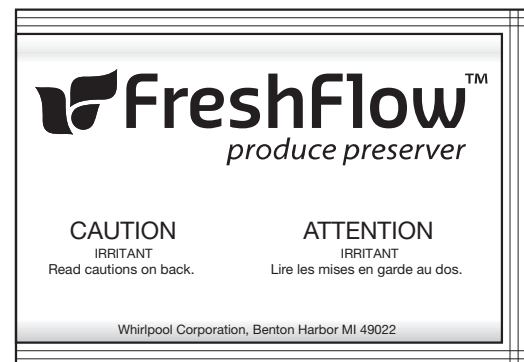 FreshFlow™
produce preserver
CAUTION
IRRITANT
Read cautions on back.
ATTENTION
IRRITANT
Lire les mises en garde au dos.
Whirlpool Corporation, Benton Harbor MI 49022